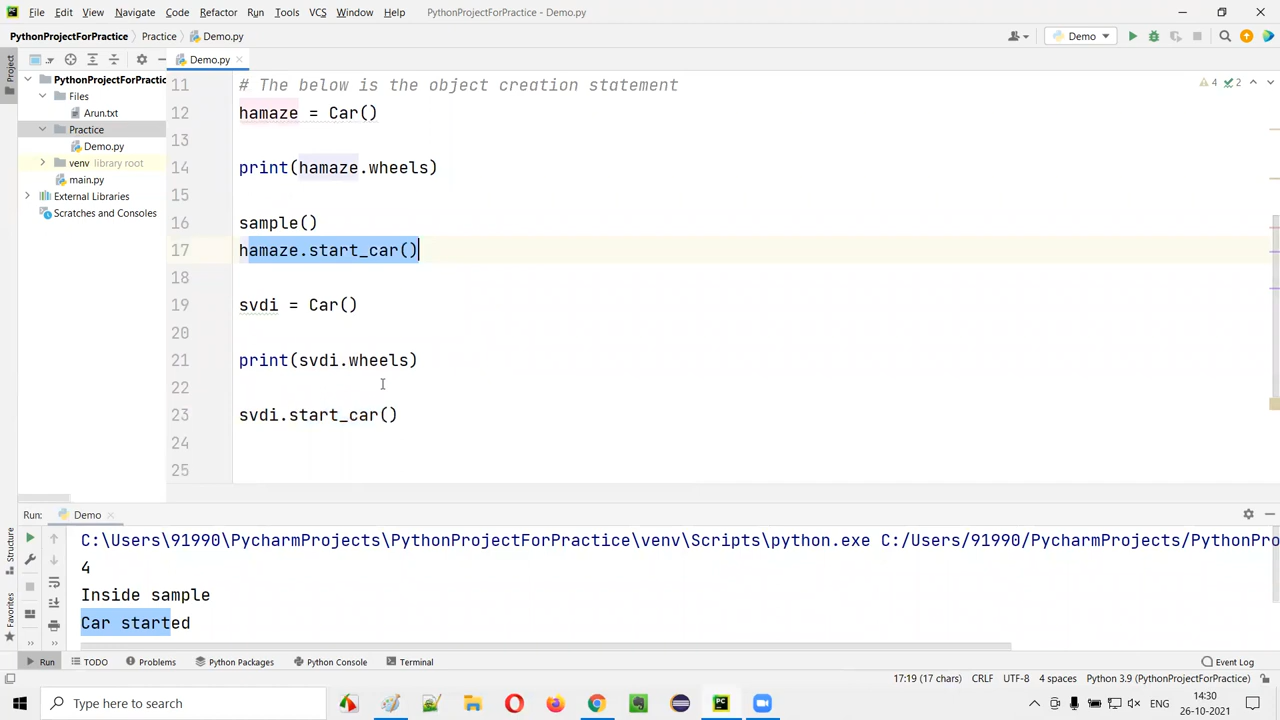 File Edit View Navigate Code Refactor Run Tools VCS Window Help PythonProjectForPractice - Demo.py
PythonProjectForPractice Practice Demo.py Demo
Project
Demo.py
PythonProjectForPractic
Files
Arun.txt
Practice
Demo.py
venv library root
main.py
External Libraries
Scratches and Consoles
4 2
11 # The below is the object creation statement
12 hamaze = Car()
13
14 print(hamaze.wheels)
15
16 sample()
17 hamaze.start_car()
18
19 svdi = Car()
20
21 print(svdi.wheels)
22
23 svdi.start_car()
24
25
Structure
Favorites
Run: Demo
C:\Users\91990\PycharmProjects\PythonProjectForPractice\venv\Scripts\python.exe C:/Users/91990/PycharmProjects/PythonPro
4
Inside sample
Car started
Run TODO Problems Python Packages Python Console Terminal Event Log
17:19 (17 chars) CRLF UTF-8 4 spaces Python 3.9 (PythonProjectForPractice)
Type here to search
ENG
14:30
26-10-2021